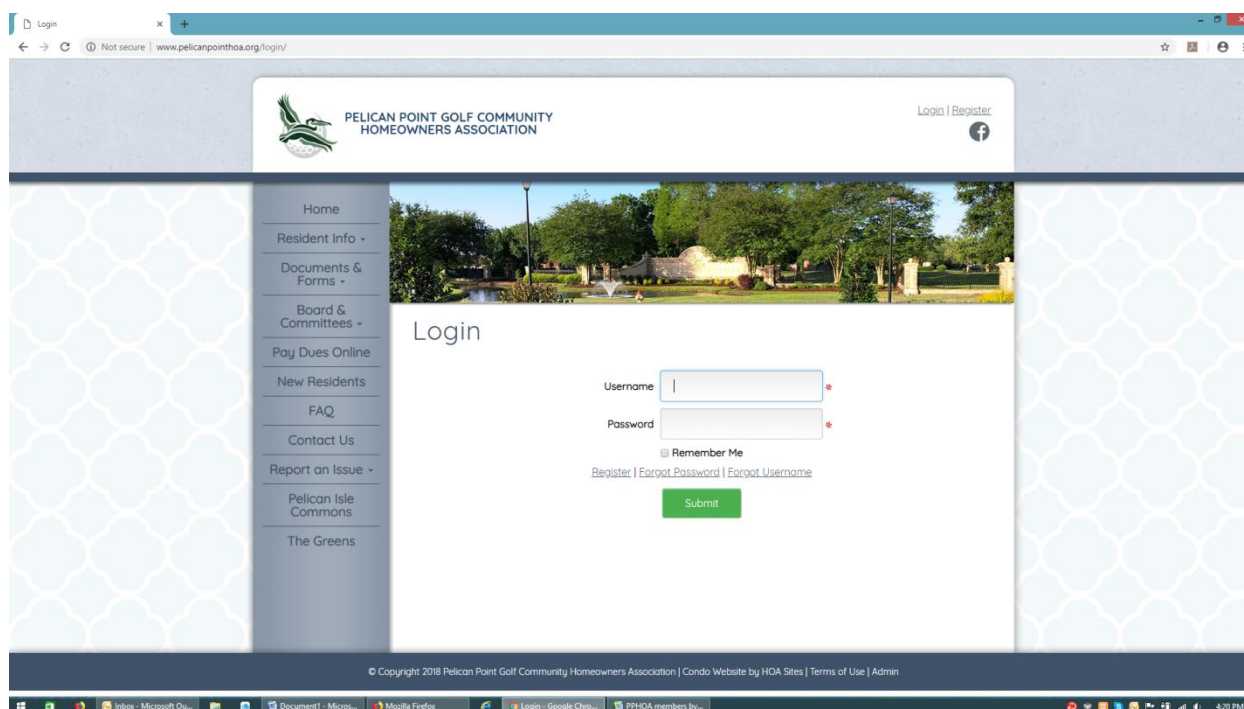 Login
Not secure | www.pelicanpointhoa.org/login/
PELICAN POINT GOLF COMMUNITY
HOMEOWNERS ASSOCIATION
Login | Register
Home
Resident Info
Documents &
Forms
Board &
Committees
Pay Dues Online
New Residents
FAQ
Contact Us
Report an Issue
Pelican Isle
Commons
The Greens
Login
Username *
Password *
Remember Me
Register | Forgot Password | Forgot Username
Submit
© Copyright 2018 Pelican Point Golf Community Homeowners Association | Condo Website by HOA Sites | Terms of Use | Admin
Inbox - Microsoft Ou... Document1 - Micros... Mozilla Firefox Login - Google Chro... PPHOA members by... 4:20 PM